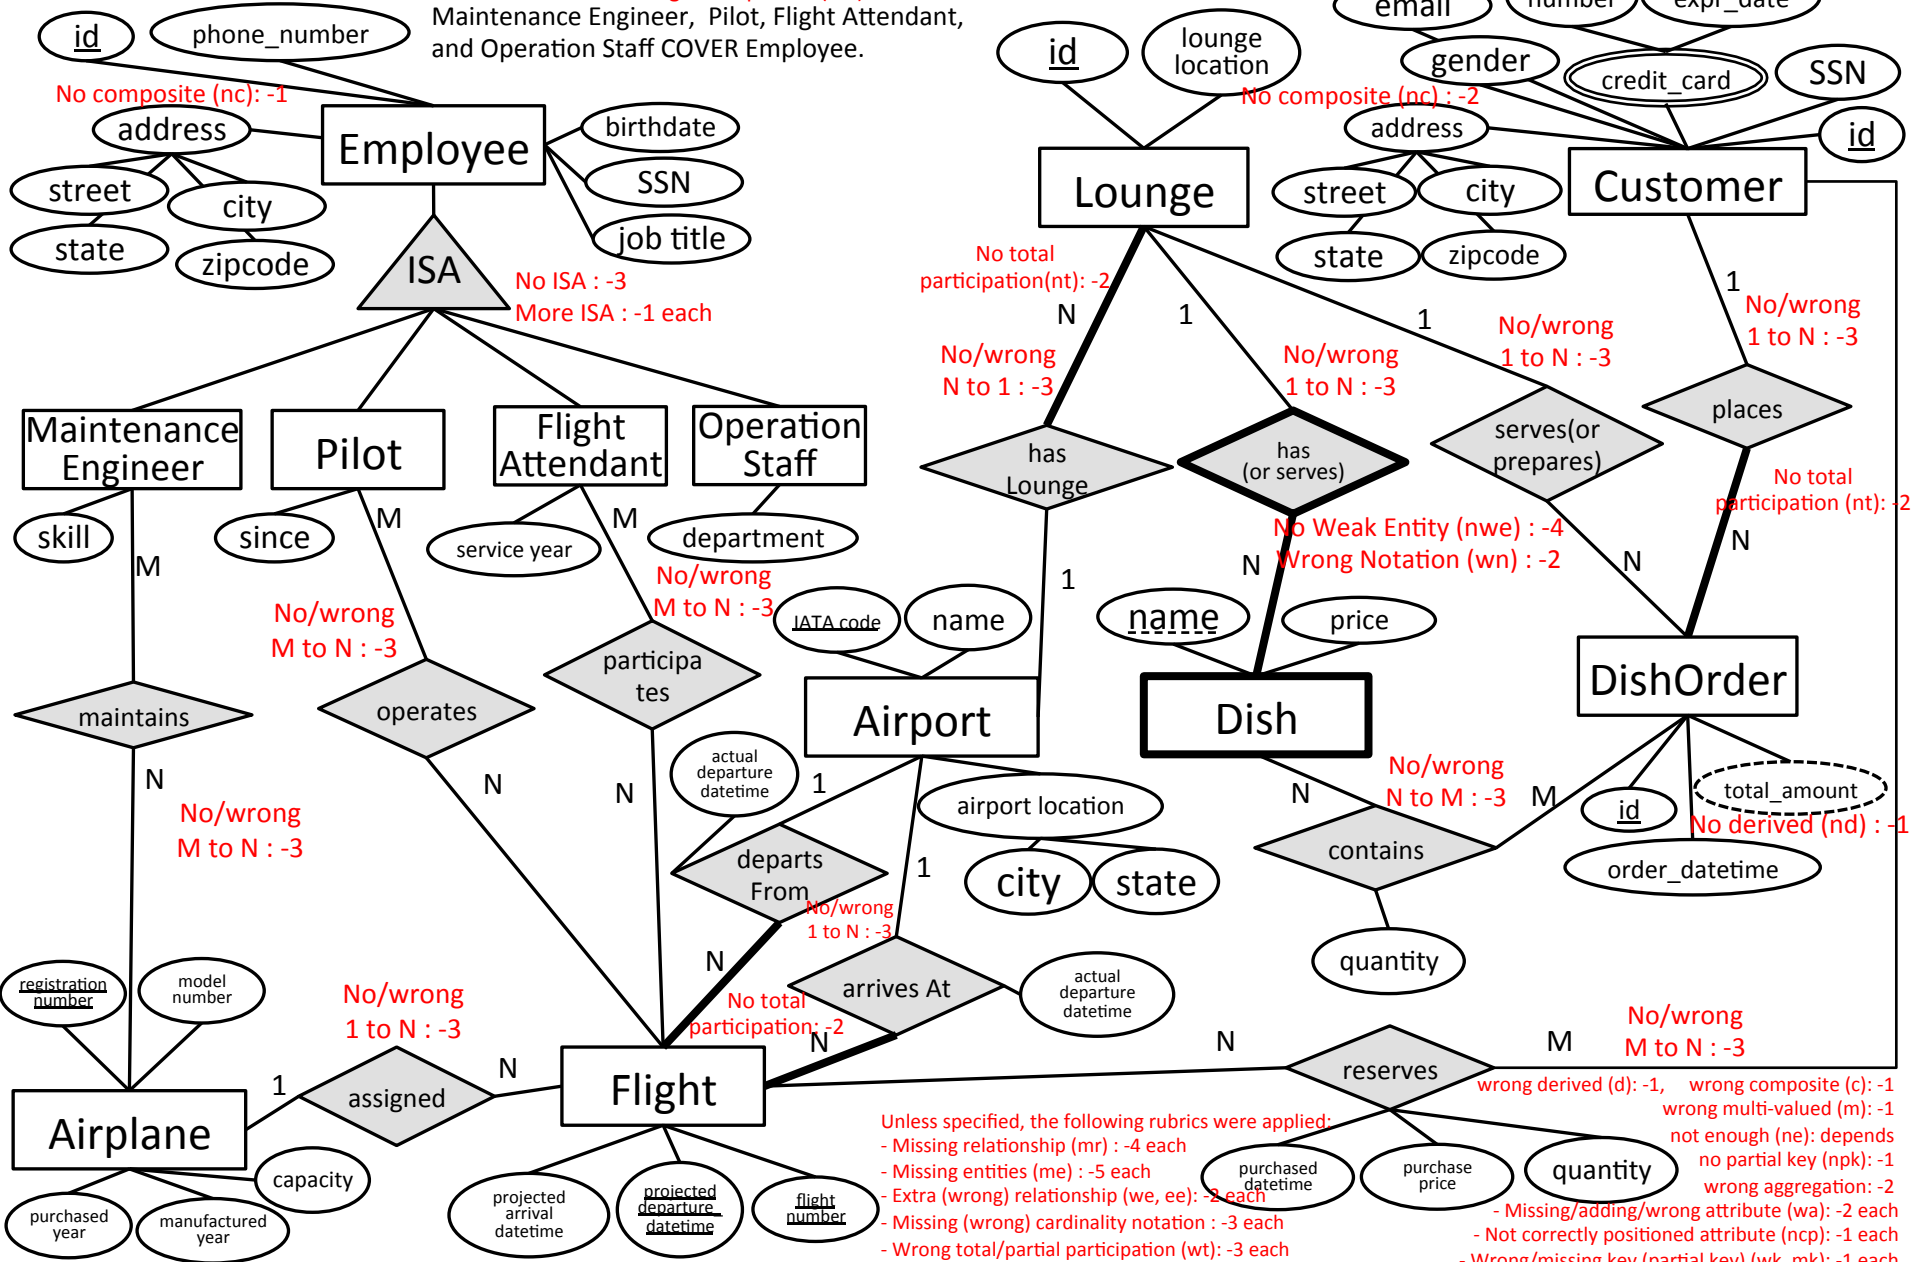 Maintenance Engineer, Pilot, Flight Attendant,
and Operation Staff COVER Employee.
id
phone_number
No composite (nc): -1
address
street
city
state
zipcode
Employee
birthdate
SSN
job title
ISA
No ISA : -3
More ISA : -1 each
Maintenance
Engineer
Pilot
Flight
Attendant
Operation
Staff
skill
since
service year
department
M
M
M
No/wrong
M to N : -3
No/wrong
M to N : -3
maintains
operates
participa
tes
N
N
N
No/wrong
M to N : -3
id
lounge
location
Lounge
No total
participation(nt): -2
N
1
1
No/wrong
N to 1 : -3
No/wrong
1 to N : -3
No/wrong
1 to N : -3
has
Lounge
has
(or serves)
serves(or
prepares)
No Weak Entity (nwe) : -4
Wrong Notation (wn) : -2
1
N
N
email
number
expr_date
gender
credit_card
SSN
id
No composite (nc) : -2
address
street
city
state
zipcode
Customer
1
No/wrong
1 to N : -3
places
No total
participation (nt): -2
N
IATA code
name
Airport
name
price
Dish
DishOrder
actual
departure
datetime
1
airport location
city
state
1
departs
From
No/wrong
1 to N : -3
N
arrives At
actual
departure
datetime
No total
participation: -2
N
No/wrong
N to M : -3
N
M
contains
quantity
id
total_amount
No derived (nd) : -1
order_datetime
registration
number
model
number
No/wrong
1 to N : -3
1
assigned
N
Airplane
capacity
purchased
year
manufactured
year
Flight
projected
arrival
datetime
projected
departure
datetime
flight
number
N
reserves
M
No/wrong
M to N : -3
purchased
datetime
purchase
price
quantity
Unless specified, the following rubrics were applied:
- Missing relationship (mr) : -4 each
- Missing entities (me) : -5 each
- Extra (wrong) relationship (we, ee): -2 each
- Missing (wrong) cardinality notation : -3 each
- Wrong total/partial participation (wt): -3 each
wrong derived (d): -1, wrong composite (c): -1
wrong multi-valued (m): -1
not enough (ne): depends
no partial key (npk): -1
wrong aggregation: -2
- Missing/adding/wrong attribute (wa): -2 each
- Not correctly positioned attribute (ncp): -1 each
- Wrong/missing key (partial key) (wk, mk): -1 each